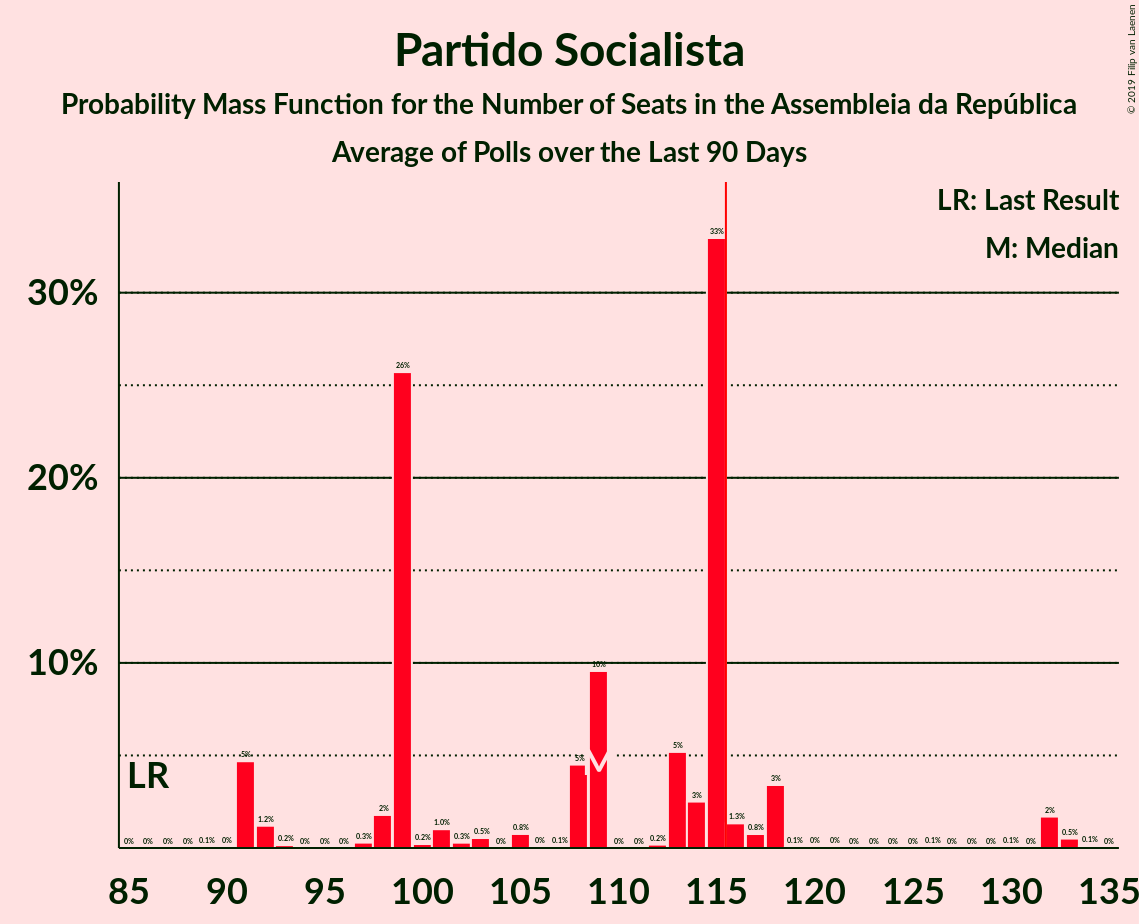 Partido Socialista
Probability Mass Function for the Number of Seats in the Assembleia da República
Average of Polls over the Last 90 Days
© 2019 Filip van Laenen
LR: Last Result
M: Median
30%
20%
10%
LR
M
0% 0% 0% 0% 0.1% 0% 5% 1.2% 0.2% 0% 0% 0% 0.3% 2% 26% 0.2% 1.0% 0.3% 0.5% 0% 0.8% 0% 0.1% 5% 10% 0% 0% 0.2% 5% 3% 33% 1.3% 0.8% 3% 0.1% 0% 0% 0% 0% 0% 0% 0.1% 0% 0% 0% 0.1% 0% 2% 0.5% 0.1% 0%
85 90 95 100 105 110 115 120 125 130 135